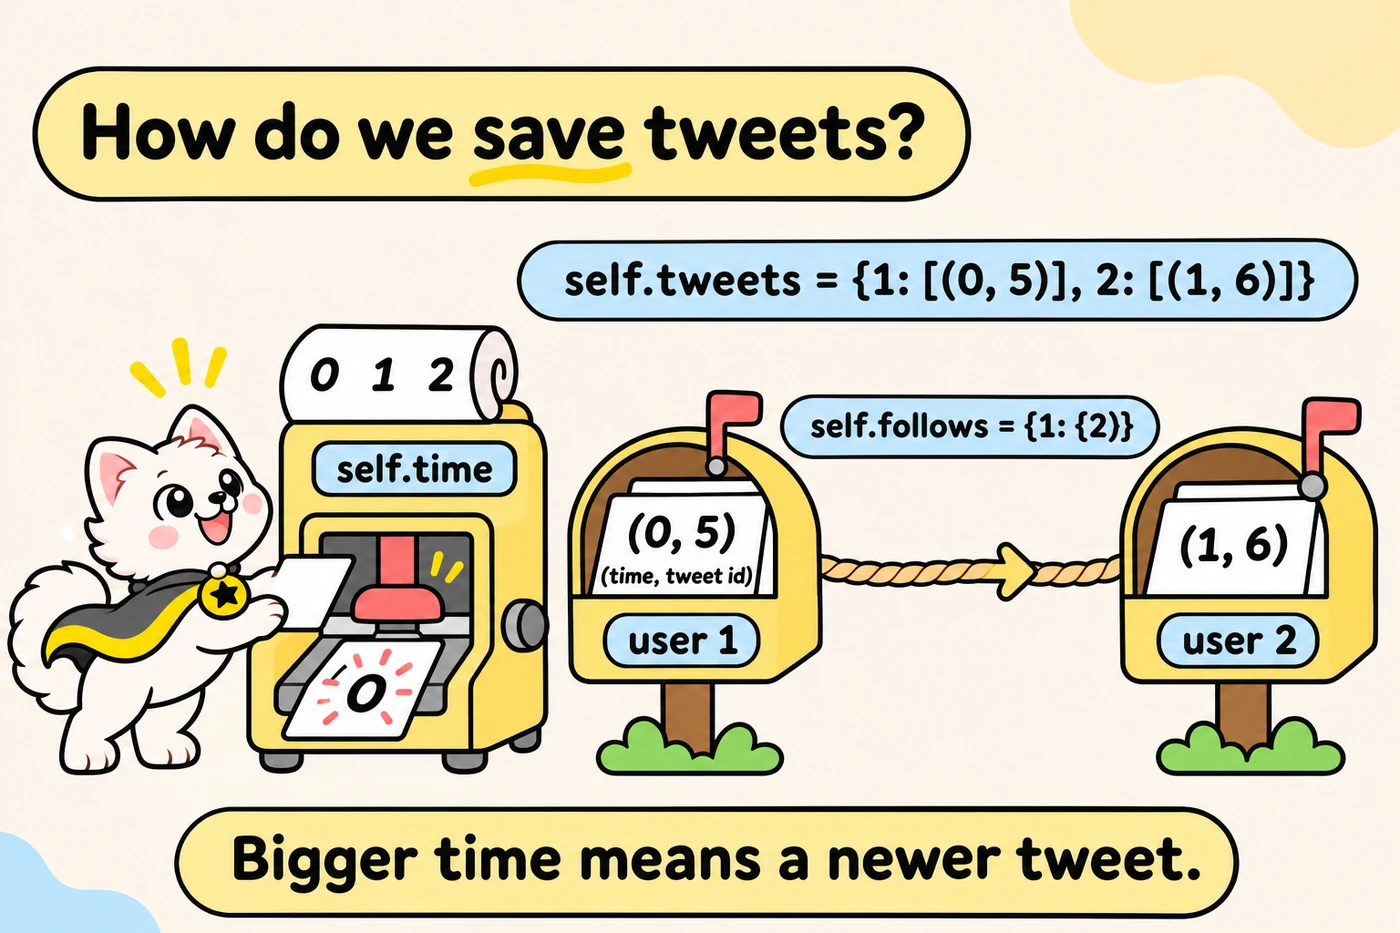 How do we save tweets?
self.tweets = {1: [(0, 5)], 2: [(1, 6)]}
0 1 2
self.time
self.follows = {1: {2)}
(0, 5)
(time, tweet id)
(1, 6)
0
user 1
user 2
Bigger time means a newer tweet.